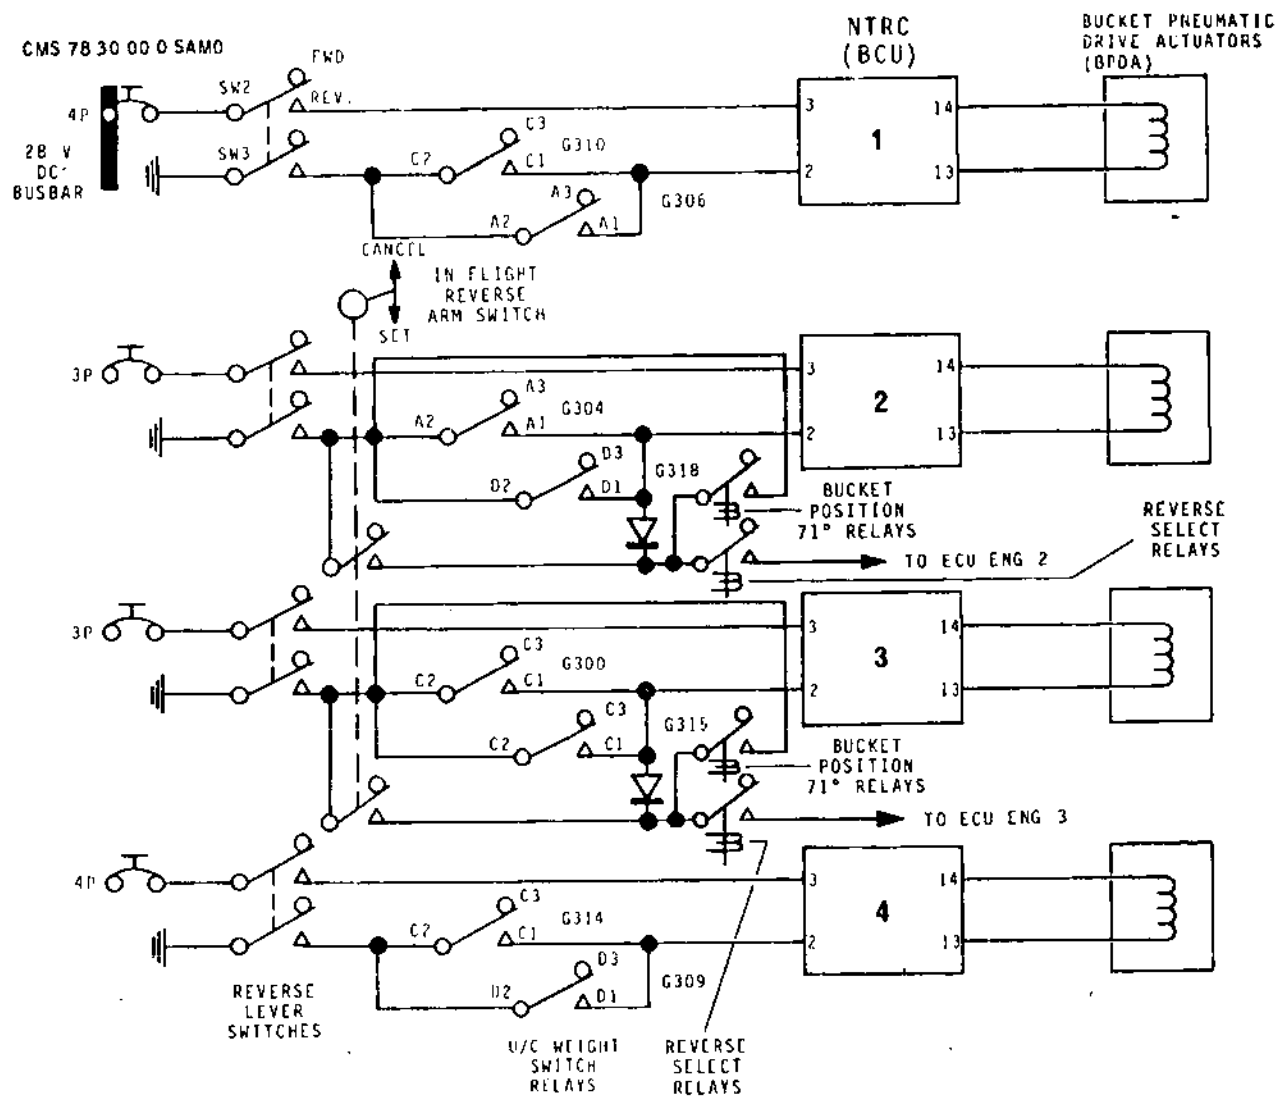 CMS 78 30 00 0 SAM0
NTRC
(BCU)
BUCKET PNEUMATIC
DRIVE ACTUATORS
(BPDA)
FWD
SW2
REV.
4P
3
14
1
28 V
DC
BUSBAR
SW3
C3
C2
C1
G310
2
13
A3
G306
A2
A1
CANCEL
IN FLIGHT
REVERSE
ARM SWITCH
SET
3P
3
14
2
A3
A2
A1
G304
2
13
D3
G318
D2
D1
BUCKET
POSITION
71° RELAYS
REVERSE
SELECT
RELAYS
TO ECU ENG 2
3P
3
14
3
C3
C2
C1
G300
2
13
C3
G315
C2
C1
BUCKET
POSITION
71° RELAYS
TO ECU ENG 3
4P
3
14
4
C3
C2
C1
G314
2
13
D3
G309
D2
D1
REVERSE
LEVER
SWITCHES
U/C WEIGHT
SWITCH
RELAYS
REVERSE
SELECT
RELAYS